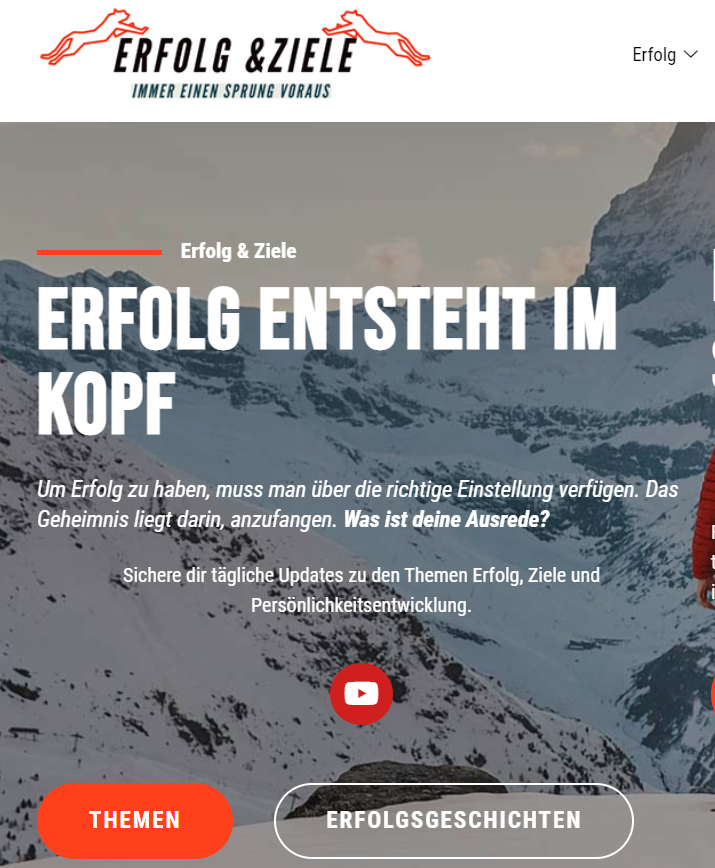 ERFOLG &ZIELE
IMMER EINEN SPRUNG VORAUS
Erfolg
Erfolg & Ziele
ERFOLG ENTSTEHT IM
KOPF
Um Erfolg zu haben, muss man über die richtige Einstellung verfügen. Das
Geheimnis liegt darin, anzufangen. Was ist deine Ausrede?
Sichere dir tägliche Updates zu den Themen Erfolg, Ziele und
Persönlichkeitsentwicklung.
THEMEN
ERFOLGSGESCHICHTEN